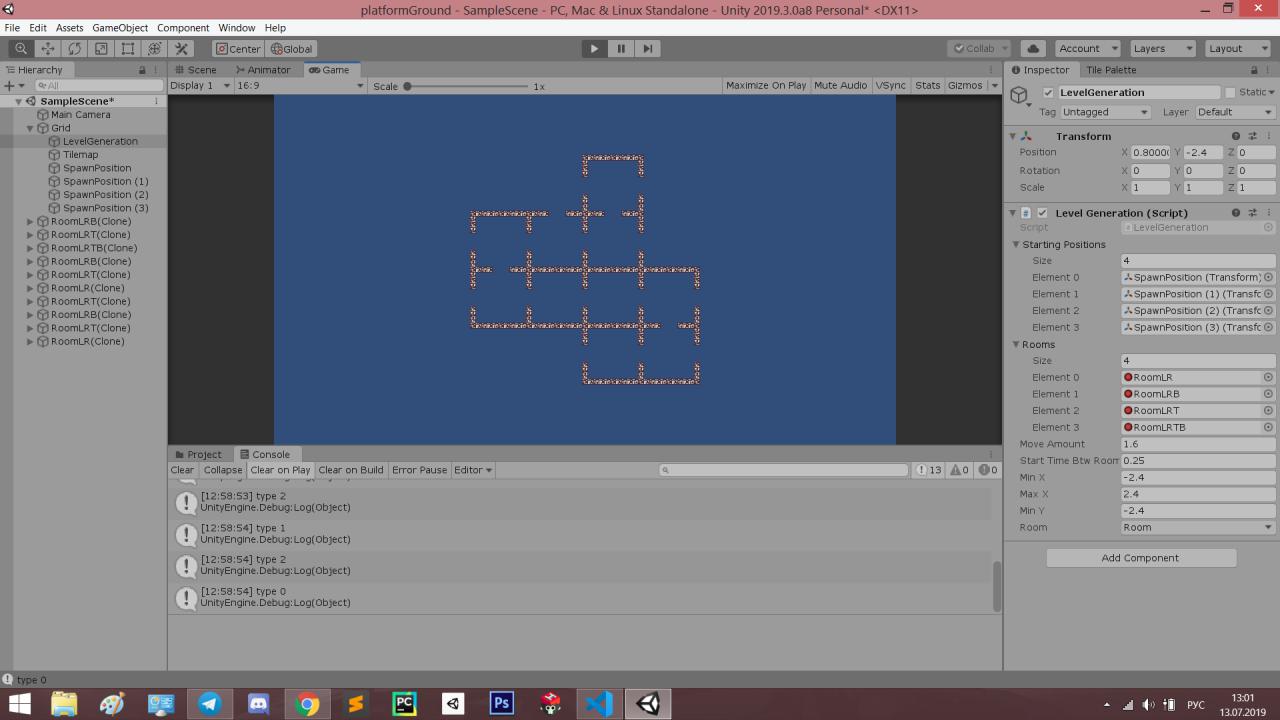 platformGround - SampleScene - PC, Mac & Linux Standalone - Unity 2019.3.0a8 Personal* <DX11>
File Edit Assets GameObject Component Window Help
Center Global Collab Account Layers Layout
Hierarchy
All
SampleScene*
Main Camera
Grid
LevelGeneration
Tilemap
SpawnPosition
SpawnPosition (1)
SpawnPosition (2)
SpawnPosition (3)
RoomLRB(Clone)
RoomLRT(Clone)
RoomLRTB(Clone)
RoomLRB(Clone)
RoomLRT(Clone)
RoomLR(Clone)
RoomLRT(Clone)
RoomLRB(Clone)
RoomLRT(Clone)
RoomLR(Clone)
Scene Animator Game
Display 1 16:9 Scale 1x Maximize On Play Mute Audio VSync Stats Gizmos
Project Console
Clear Collapse Clear on Play Clear on Build Error Pause Editor 13 0 0
[12:58:53] type 2
UnityEngine.Debug:Log(Object)
[12:58:54] type 1
UnityEngine.Debug:Log(Object)
[12:58:54] type 2
UnityEngine.Debug:Log(Object)
[12:58:54] type 0
UnityEngine.Debug:Log(Object)
Inspector Tile Palette
LevelGeneration Static
Tag Untagged Layer Default
Transform
Position X 0.8000 Y -2.4 Z 0
Rotation X 0 Y 0 Z 0
Scale X 1 Y 1 Z 1
Level Generation (Script)
Script LevelGeneration
Starting Positions
Size 4
Element 0 SpawnPosition (Transform)
Element 1 SpawnPosition (1) (Transfc
Element 2 SpawnPosition (2) (Transfc
Element 3 SpawnPosition (3) (Transfc
Rooms
Size 4
Element 0 RoomLR
Element 1 RoomLRB
Element 2 RoomLRT
Element 3 RoomLRTB
Move Amount 1.6
Start Time Btw Room 0.25
Min X -2.4
Max X 2.4
Min Y -2.4
Room Room
Add Component
type 0
PC Ps РУС
13:01
13.07.2019